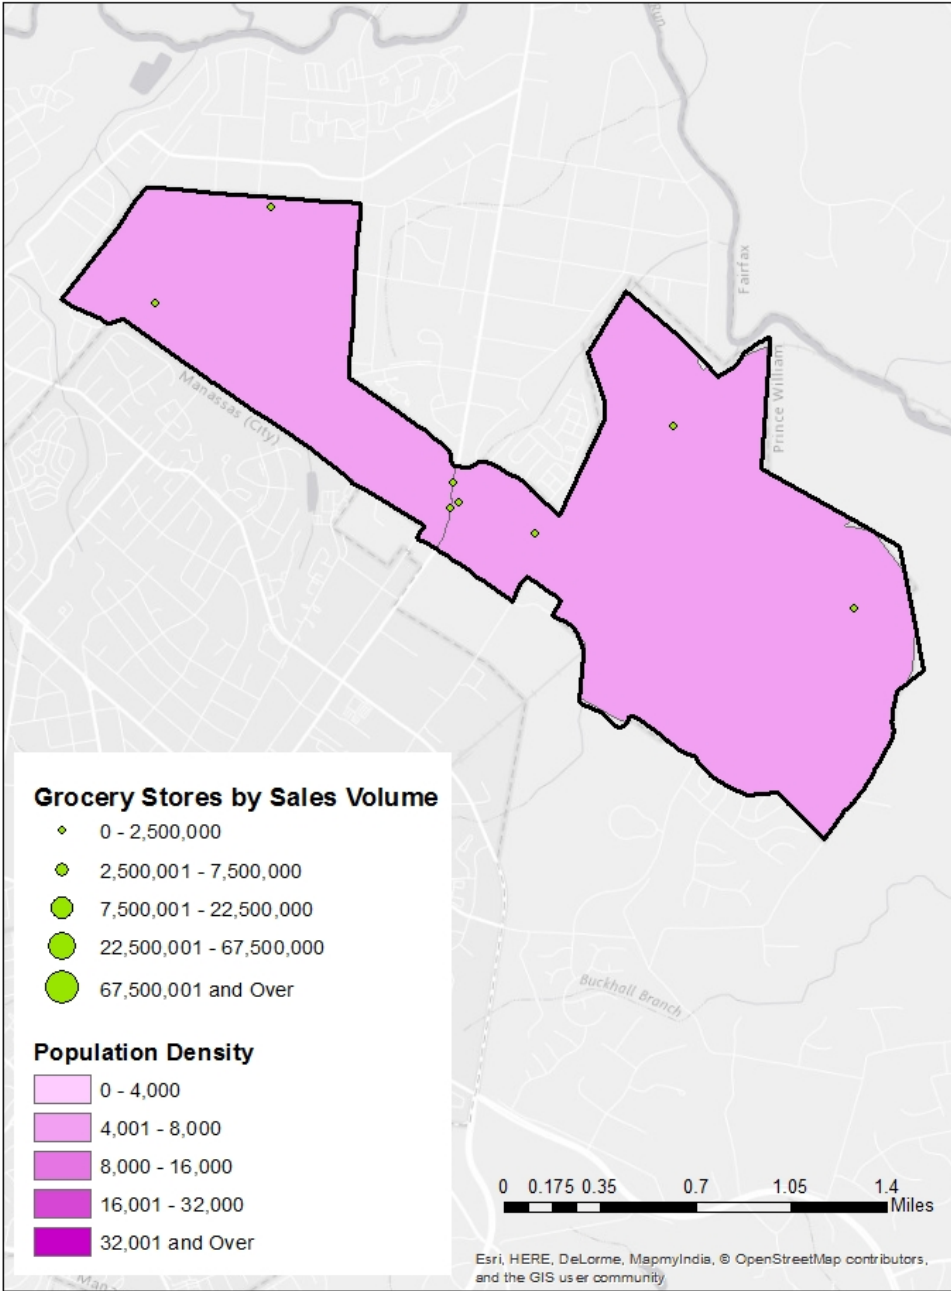 Run
Fairfax
Prince William
Manassas (City)
Grocery Stores by Sales Volume
0 - 2,500,000
2,500,001 - 7,500,000
7,500,001 - 22,500,000
22,500,001 - 67,500,000
67,500,001 and Over
Population Density
0 - 4,000
4,001 - 8,000
8,000 - 16,000
16,001 - 32,000
32,001 and Over
Buckhall Branch
0 0.175 0.35 0.7 1.05 1.4
Miles
Esri, HERE, DeLorme, MapmyIndia, © OpenStreetMap contributors,
and the GIS user community